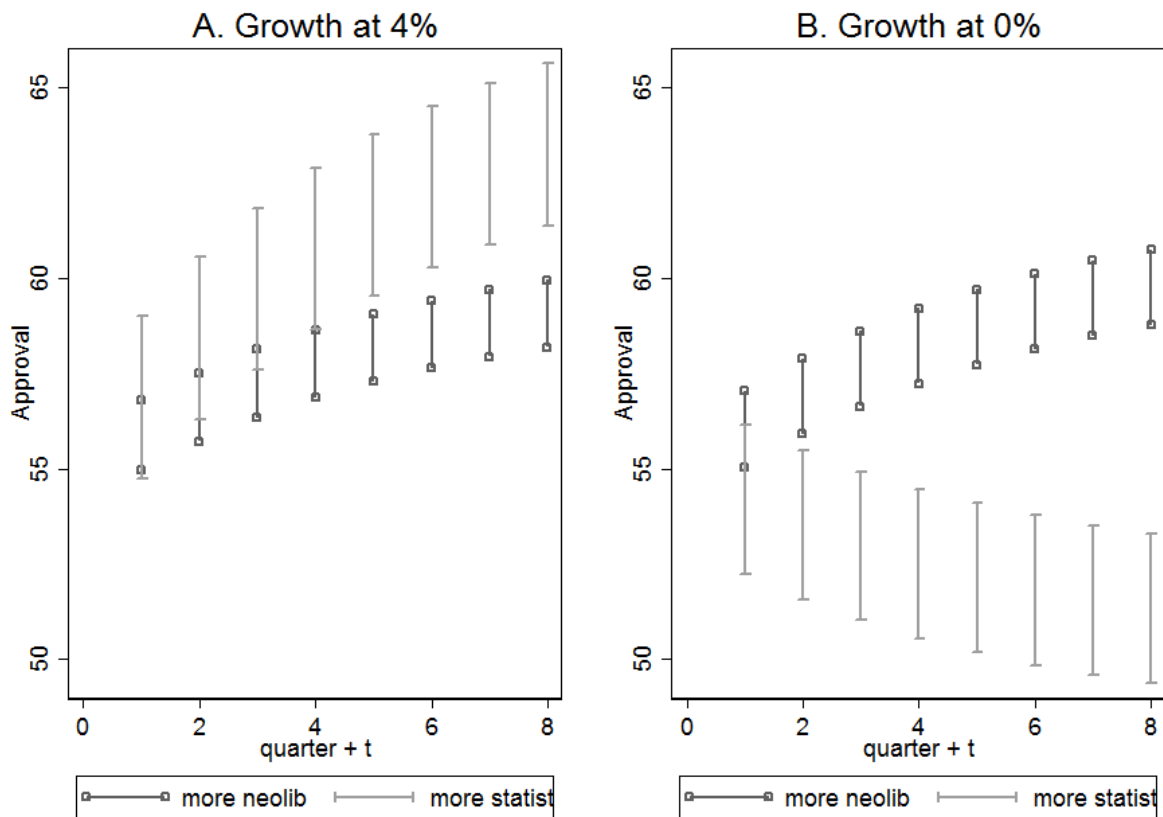 A. Growth at 4%
Approval
65
60
55
50
0 2 4 6 8
quarter + t
more neolib more statist
B. Growth at 0%
Approval
65
60
55
50
0 2 4 6 8
quarter + t
more neolib more statist